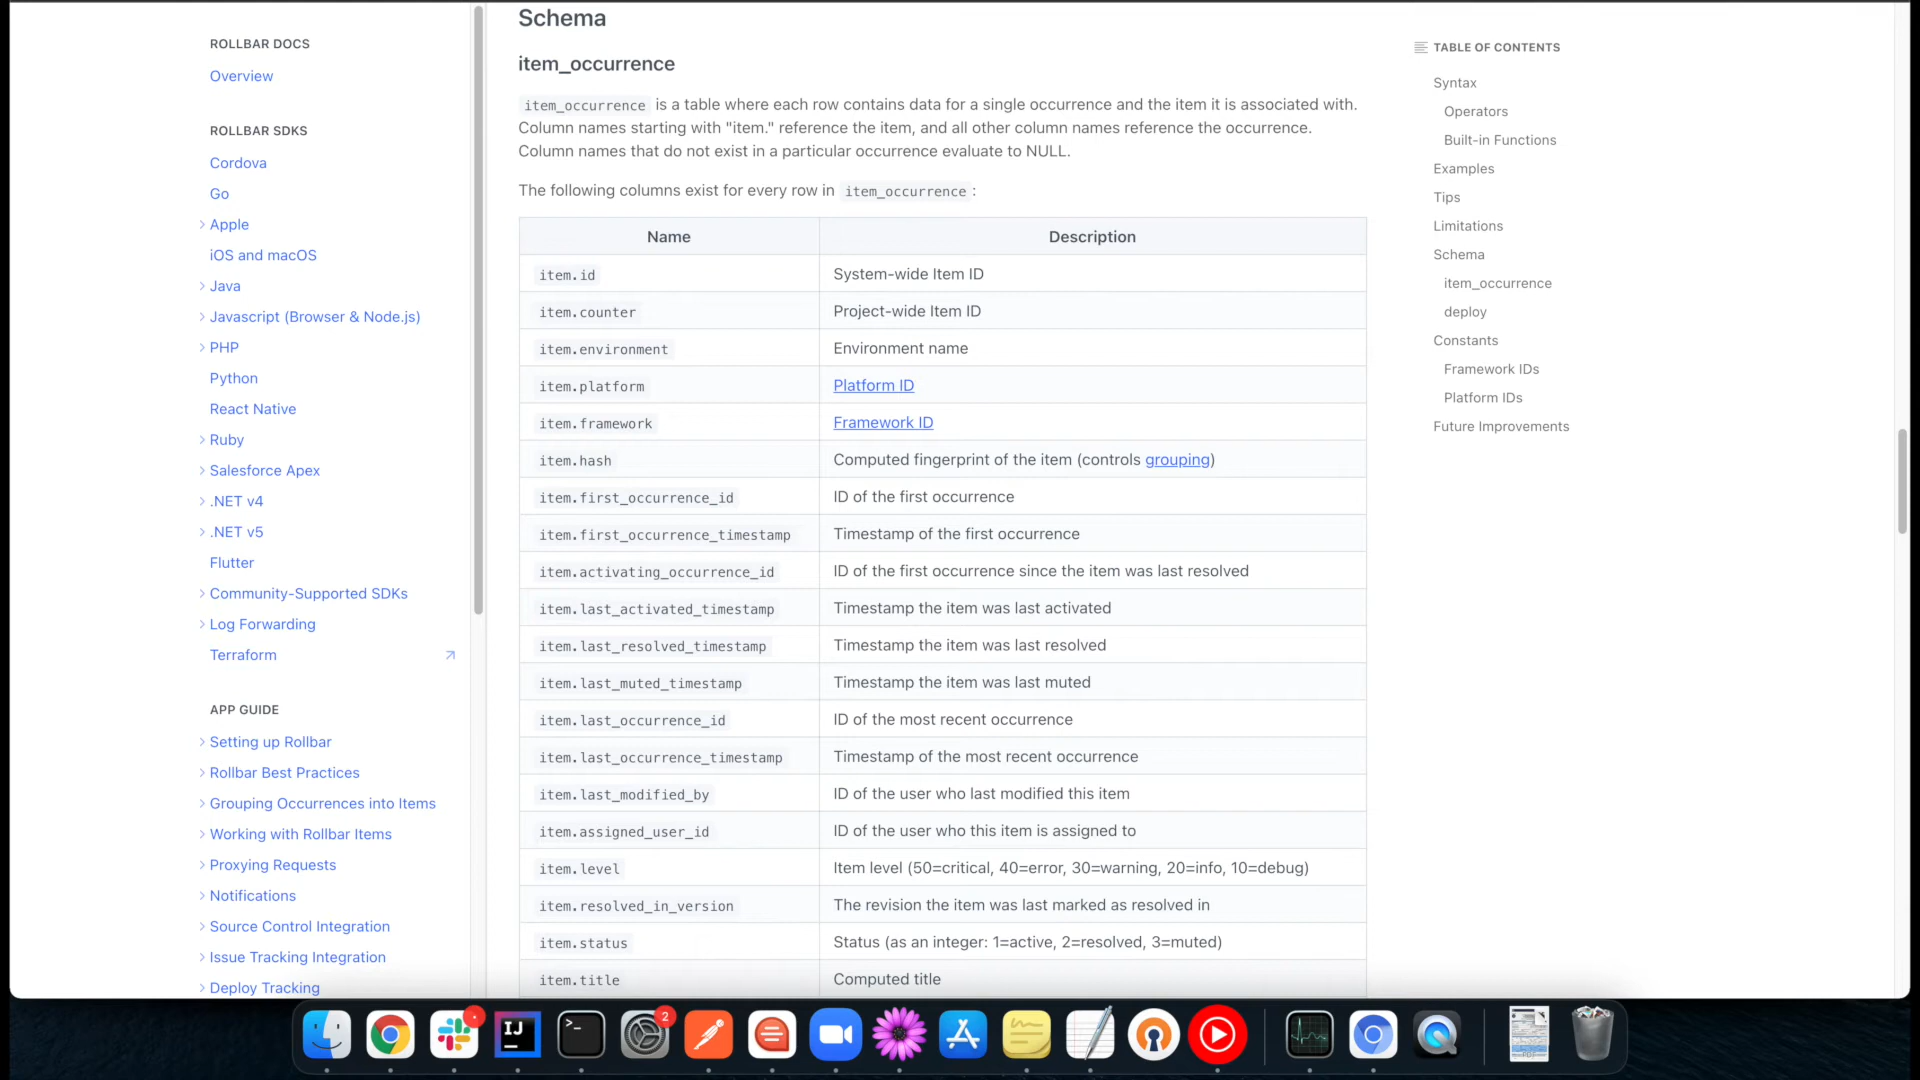 ROLLBAR DOCS
Overview
ROLLBAR SDKS
Cordova
Go
Apple
iOS and macOS
Java
Javascript (Browser & Node.js)
PHP
Python
React Native
Ruby
Salesforce Apex
.NET v4
.NET v5
Flutter
Community-Supported SDKs
Log Forwarding
Terraform
APP GUIDE
Setting up Rollbar
Rollbar Best Practices
Grouping Occurrences into Items
Working with Rollbar Items
Proxying Requests
Notifications
Source Control Integration
Issue Tracking Integration
Deploy Tracking
Schema
item_occurrence
item_occurrence is a table where each row contains data for a single occurrence and the item it is associated with.
Column names starting with "item." reference the item, and all other column names reference the occurrence.
Column names that do not exist in a particular occurrence evaluate to NULL.
The following columns exist for every row in item_occurrence :
Name Description
item.id System-wide Item ID
item.counter Project-wide Item ID
item.environment Environment name
item.platform Platform ID
item.framework Framework ID
item.hash Computed fingerprint of the item (controls grouping)
item.first_occurrence_id ID of the first occurrence
item.first_occurrence_timestamp Timestamp of the first occurrence
item.activating_occurrence_id ID of the first occurrence since the item was last resolved
item.last_activated_timestamp Timestamp the item was last activated
item.last_resolved_timestamp Timestamp the item was last resolved
item.last_muted_timestamp Timestamp the item was last muted
item.last_occurrence_id ID of the most recent occurrence
item.last_occurrence_timestamp Timestamp of the most recent occurrence
item.last_modified_by ID of the user who last modified this item
item.assigned_user_id ID of the user who this item is assigned to
item.level Item level (50=critical, 40=error, 30=warning, 20=info, 10=debug)
item.resolved_in_version The revision the item was last marked as resolved in
item.status Status (as an integer: 1=active, 2=resolved, 3=muted)
item.title Computed title
TABLE OF CONTENTS
Syntax
Operators
Built-in Functions
Examples
Tips
Limitations
Schema
item_occurrence
deploy
Constants
Framework IDs
Platform IDs
Future Improvements
IJ
2